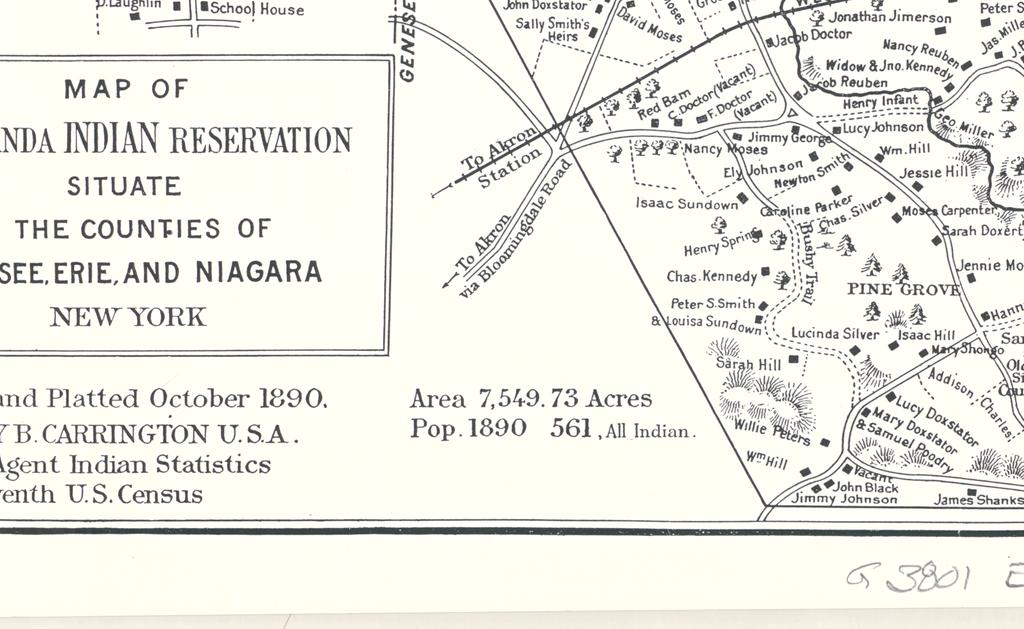 School House
GENESE
John Doxstator
Sally Smith's
Heirs
David Moses
Moses
Jonathan Jimerson
Peter S
Jacob Doctor
Nancy Reuben
Jas. Mille
Widow & Jno. Kennedy
Jacob Reuben
Henry Infant
Geo. Miller
Red Barn
C. Doctor (Vacant)
F. Doctor
(Vacant)
MAP OF
NDA INDIAN RESERVATION
SITUATE
THE COUNTIES OF
SEE, ERIE, AND NIAGARA
NEW YORK
To Akron
Station
To Akron
via Bloomingdale Road
Nancy Moses
Jimmy George
Lucy Johnson
Wm. Hill
Ely Johnson
Newton Smith
Jessie Hill
Isaac Sundown
Caroline Parker
Chas. Silver
Moses Carpenter
Sarah Doxert
Henry Spring
Bushy Trail
Chas. Kennedy
Jennie Mo
PINE GROVE
Peter S. Smith
& Louisa Sundown
Hann
Lucinda Silver
Isaac Hill
Mary Shongo
Sarah Hill
Addison Charles
Lucy Doxstator
Mary Doxstator
& Samuel Poodry
Willie Peters
Wm Hill
Vacant
John Black
Jimmy Johnson
James Shanks
and Platted October 1890.
Y B. CARRINGTON U.S.A.
Agent Indian Statistics
venth U.S. Census
Area 7,549.73 Acres
Pop. 1890 561, All Indian.
G 3801 E